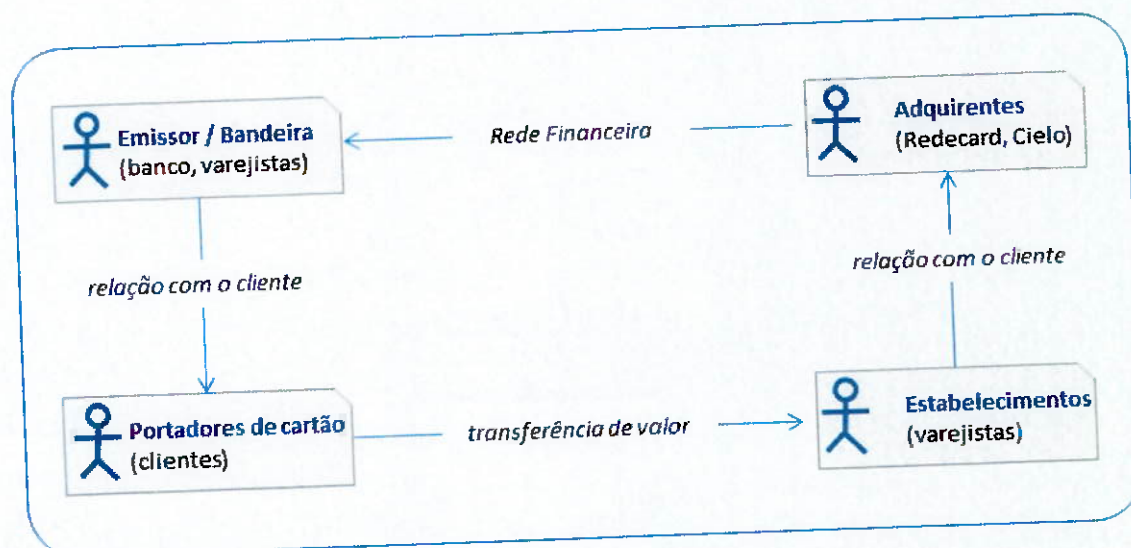 Emissor / Bandeira
(banco, varejistas)
Rede Financeira
Adquirentes
(Redecard, Cielo)
relação com o cliente
relação com o cliente
Portadores de cartão
(clientes)
transferência de valor
Estabelecimentos
(varejistas)